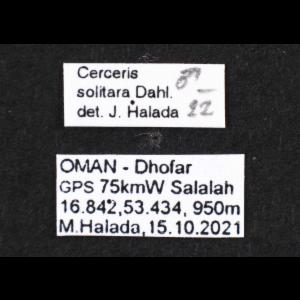 Cerceris
solitara Dahl.
det. J. Halada 22
OMAN - Dhofar
GPS 75kmW Salalah
16.842,53.434, 950m
M.Halada,15.10.2021